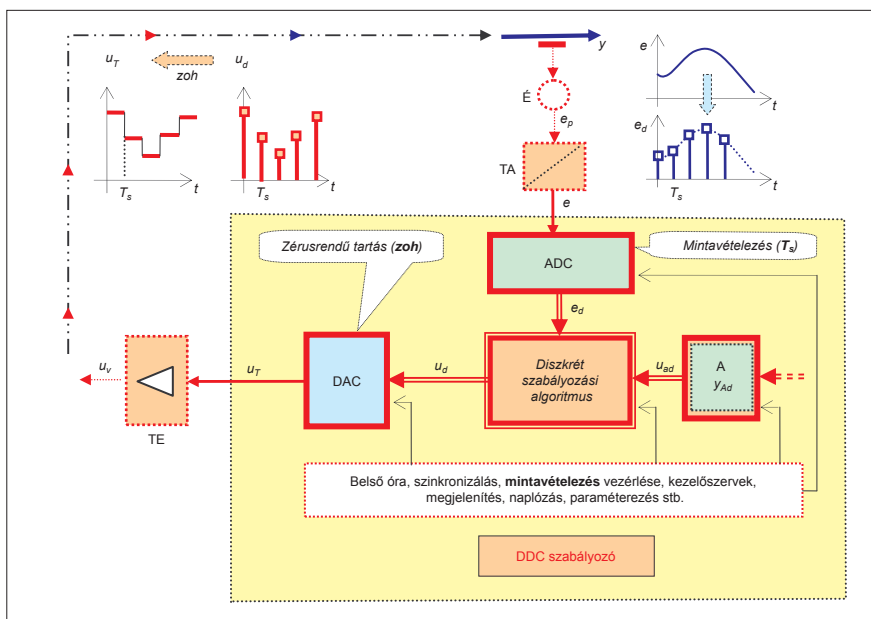 u_T
zoh
u_d
y
É
e_p
TA
e
e
t
e_d
T_s
t
T_s
t
T_s
t
Zérusrendű tartás (zoh)
ADC
Mintavételezés (T_s)
e_d
u_v
TE
u_T
DAC
u_d
Diszkrét
szabályozási
algoritmus
u_ad
A
y_Ad
Belső óra, szinkronizálás, mintavételezés vezérlése, kezelőszervek,
megjelenítés, naplózás, paraméterezés stb.
DDC szabályozó